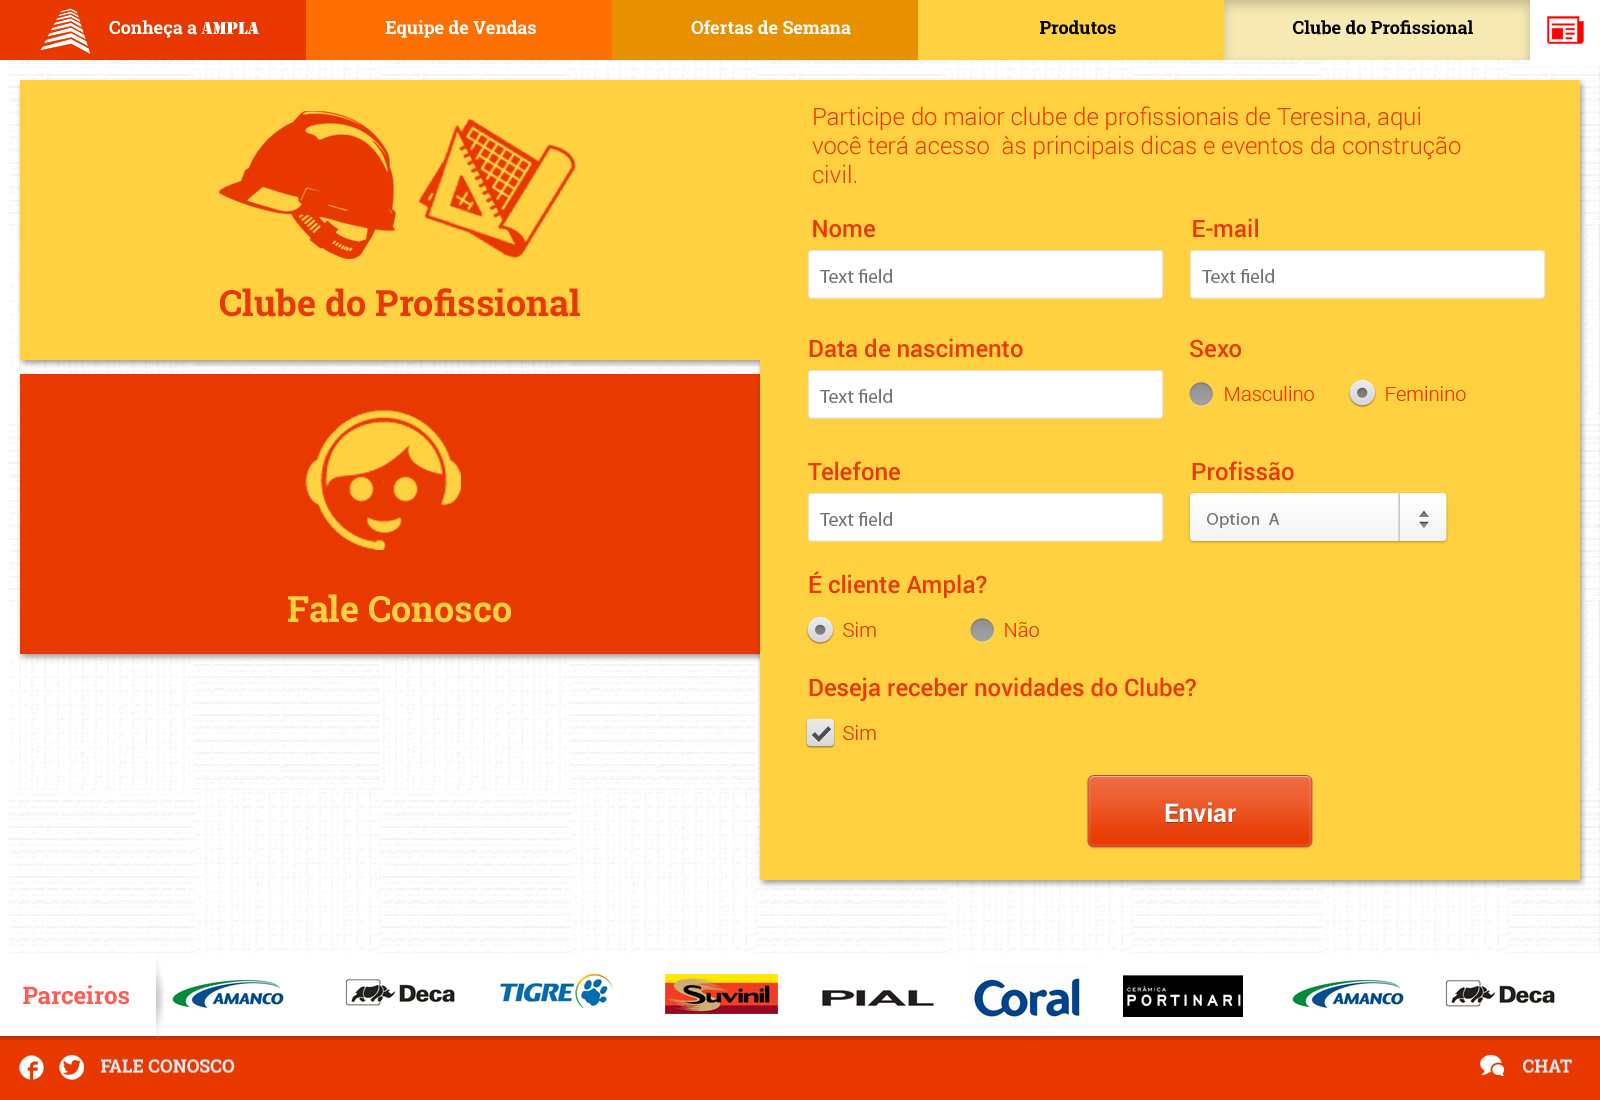 Conheça a AMPLA
Equipe de Vendas
Ofertas de Semana
Produtos
Clube do Profissional
Clube do Profissional
Fale Conosco
Participe do maior clube de profissionais de Teresina, aqui
você terá acesso às principais dicas e eventos da construção
civil.
Nome
E-mail
Text field
Text field
Data de nascimento
Sexo
Text field
Masculino
Feminino
Telefone
Profissão
Text field
Option A
É cliente Ampla?
Sim
Não
Deseja receber novidades do Clube?
Sim
Enviar
Parceiros
AMANCO
Deca
TIGRE
Suvinil
PIAL
Coral
CERÂMICA
PORTINARI
AMANCO
Deca
FALE CONOSCO
CHAT